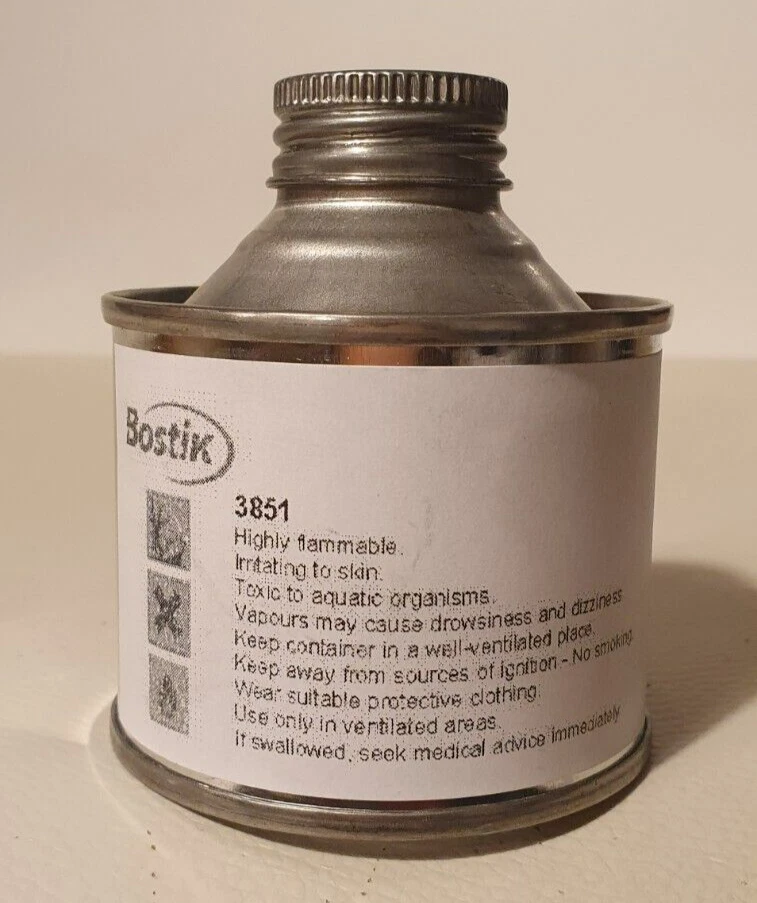 Bostik
3851
Highly flammable.
Irritating to skin.
Toxic to aquatic organisms.
Vapours may cause drowsiness and dizziness
Keep container in a well-ventilated place.
Keep away from sources of ignition - No smoking
Wear suitable protective clothing.
Use only in ventilated areas.
If swallowed, seek medical advice immediately